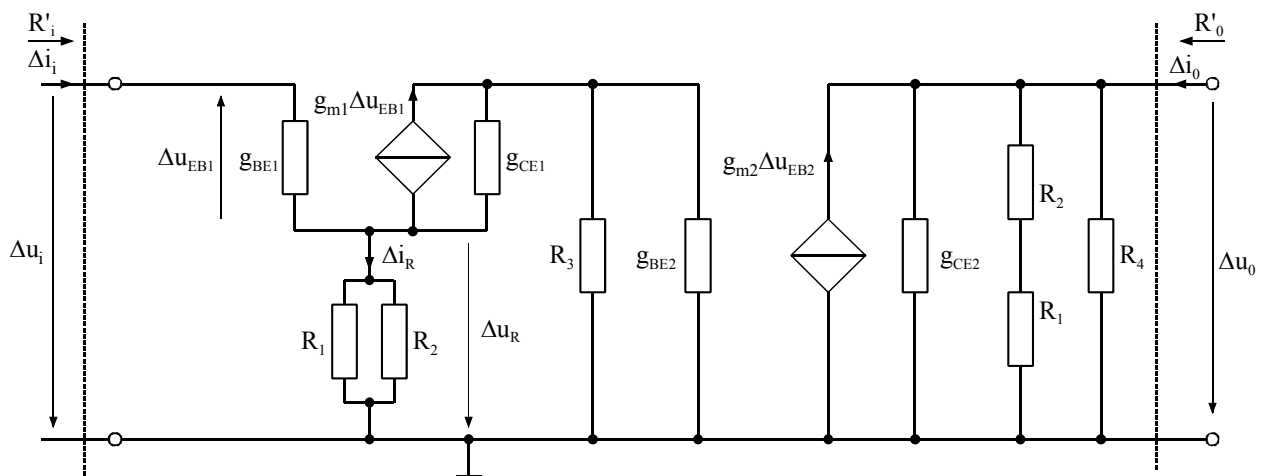 R'i
Δii
Δui
ΔuEB1
gBE1
gm1ΔuEB1
gCE1
ΔiR
R1
R2
ΔuR
R3
gBE2
gm2ΔuEB2
gCE2
R2
R1
R4
R'0
Δi0
Δu0